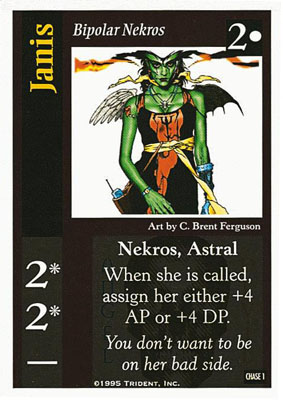 Janis
Bipolar Nekros
2
Art by C. Brent Ferguson
2*
2*
—
Nekros, Astral
When she is called,
assign her either +4
AP or +4 DP.
You don't want to be
on her bad side.
CHASE 1
©1995 TRIDENT, INC.